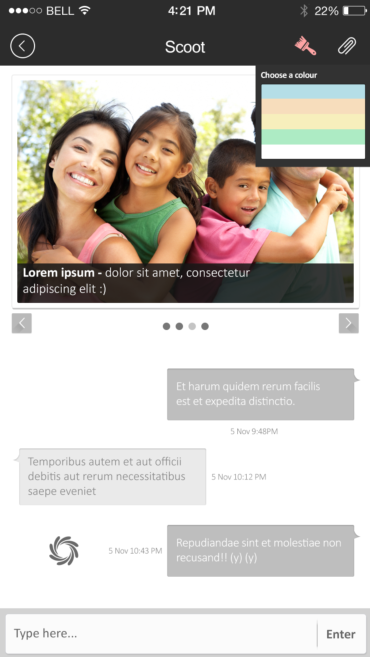 BELL 4:21 PM 22%
Scoot
Choose a colour
Lorem ipsum - dolor sit amet, consectetur
adipiscing elit :)
Et harum quidem rerum facilis
est et expedita distinctio.
5 Nov 9:48PM
Temporibus autem et aut officii
debitis aut rerum necessitatibus
saepe eveniet
5 Nov 10:12 PM
5 Nov 10:43 PM
Repudiandae sint et molestiae non
recusand!! (y) (y)
Type here...
Enter